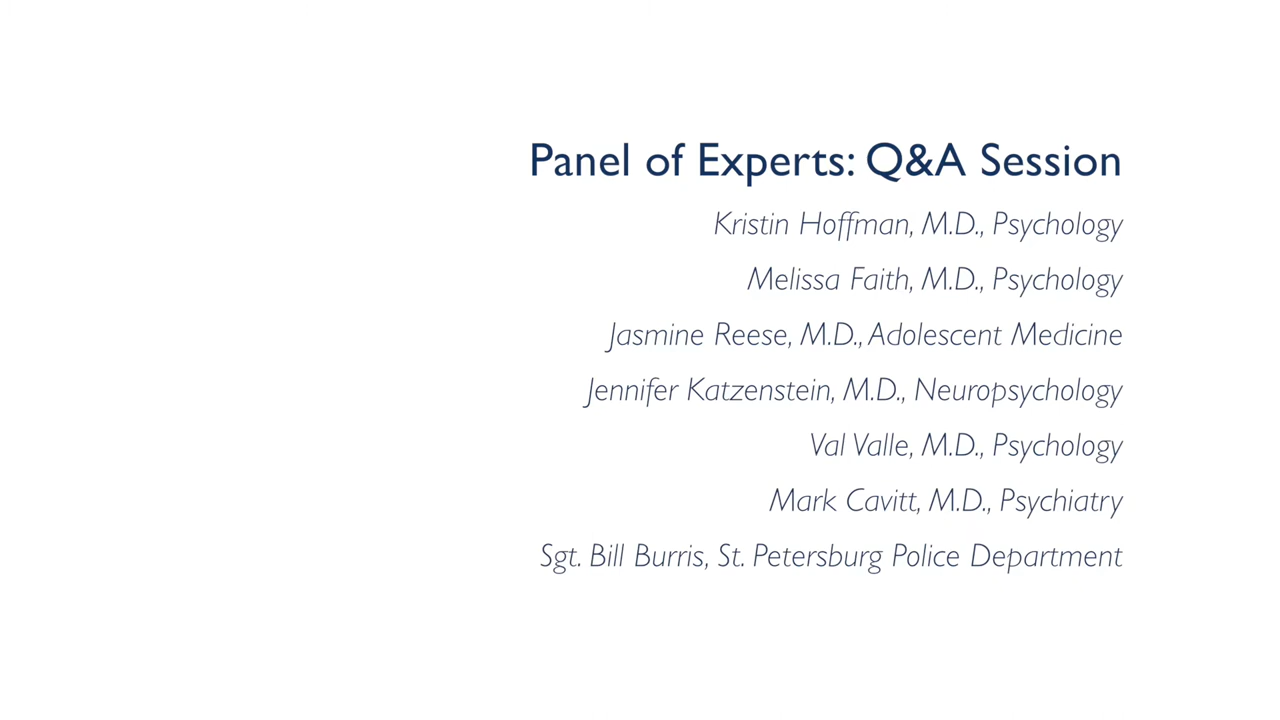 Panel of Experts: Q&A Session
Kristin Hoffman, M.D., Psychology
Melissa Faith, M.D., Psychology
Jasmine Reese, M.D., Adolescent Medicine
Jennifer Katzenstein, M.D., Neuropsychology
Val Valle, M.D., Psychology
Mark Cavitt, M.D., Psychiatry
Sgt. Bill Burris, St. Petersburg Police Department